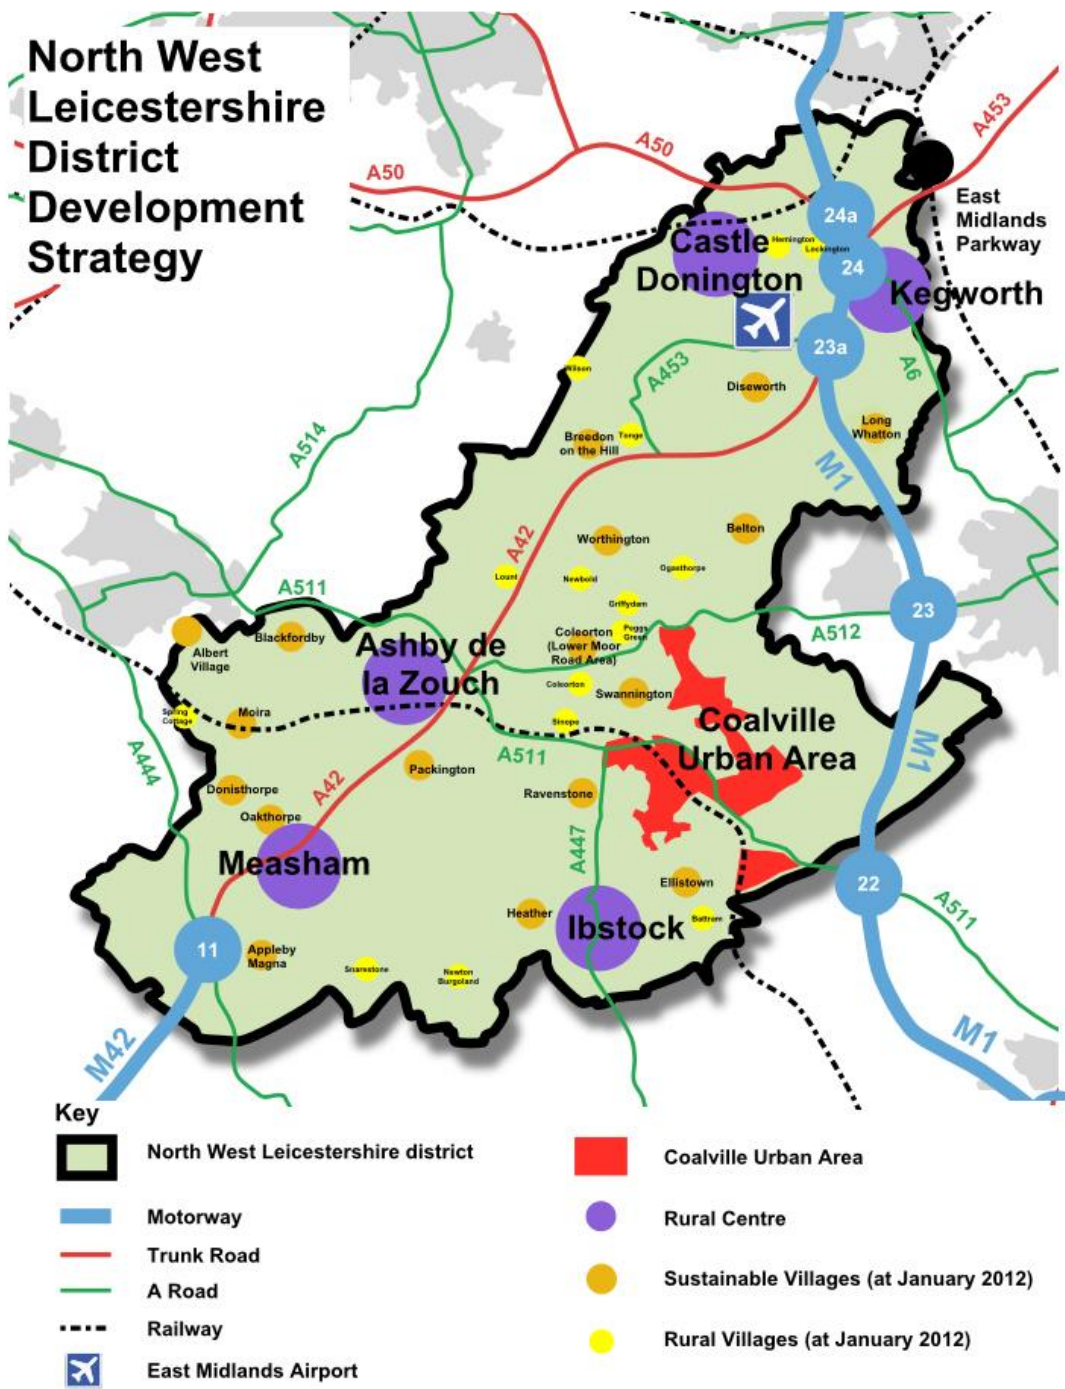 North West
Leicestershire
District
Development
Strategy
A50
A50
A453
East
Midlands
Parkway
24a
Castle
Donington
Hemington
Lockington
24
Kegworth
23a
A6
A453
Wilson
Diseworth
Long
Whatton
Breedon
on the Hill
Tonge
A514
M1
A42
Worthington
Belton
Lount
Newbold
Osgathorpe
Griffydam
A511
23
A512
Blackfordby
Albert
Village
Ashby de
la Zouch
Coleorton
(Lower Moor
Road Area)
Peggs
Green
Coleorton
Swannington
Spring
Cottage
Moira
Sinope
Coalville
Urban Area
M1
A444
A511
Packington
Donisthorpe
A42
Ravenstone
Oakthorpe
Measham
A447
Ellistown
22
A511
Heather
Ibstock
Battram
11
Appleby
Magna
Snarestone
Newton
Burgoland
M42
M1
Key
North West Leicestershire district
Motorway
Trunk Road
A Road
Railway
East Midlands Airport
Coalville Urban Area
Rural Centre
Sustainable Villages (at January 2012)
Rural Villages (at January 2012)